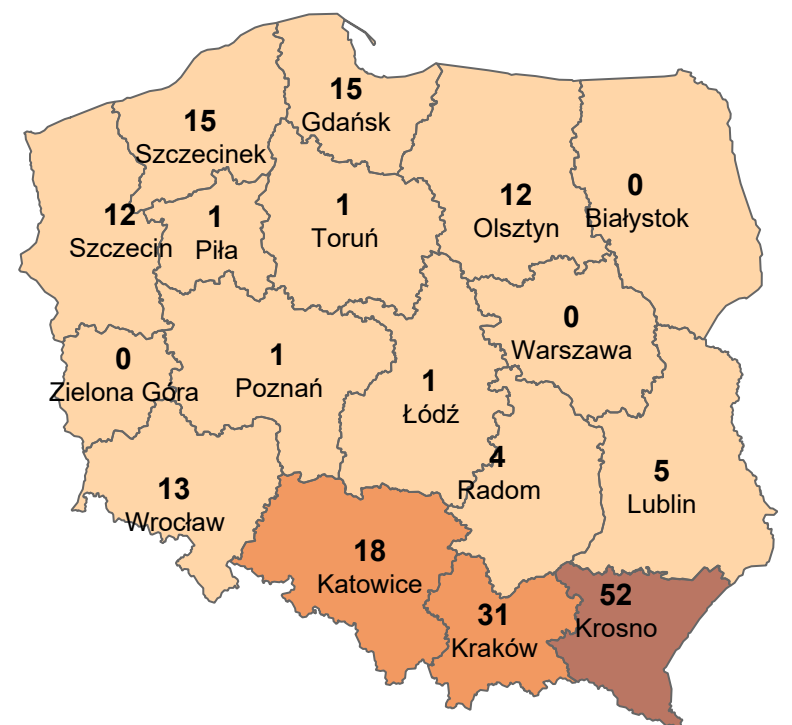 15
Gdańsk
15
Szczecinek
0
Białystok
12
Olsztyn
12
Szczecin
1
Piła
1
Toruń
0
Warszawa
0
Zielona Góra
1
Poznań
1
Łódź
4
Radom
5
Lublin
13
Wrocław
18
Katowice
31
Kraków
52
Krosno